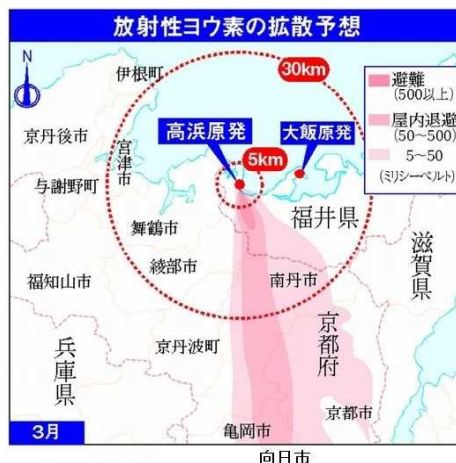 放射性ヨウ素の拡散予想
N
伊根町
30km
避難
(500以上)
屋内退避
(50〜500)
5〜50
(ミリシーベルト)
京丹後市
宮津市
高浜原発
5km
大飯原発
与謝野町
舞鶴市
福井県
滋賀県
綾部市
福知山市
南丹市
京都府
京丹波町
兵庫県
京都市
3月
亀岡市
向日市